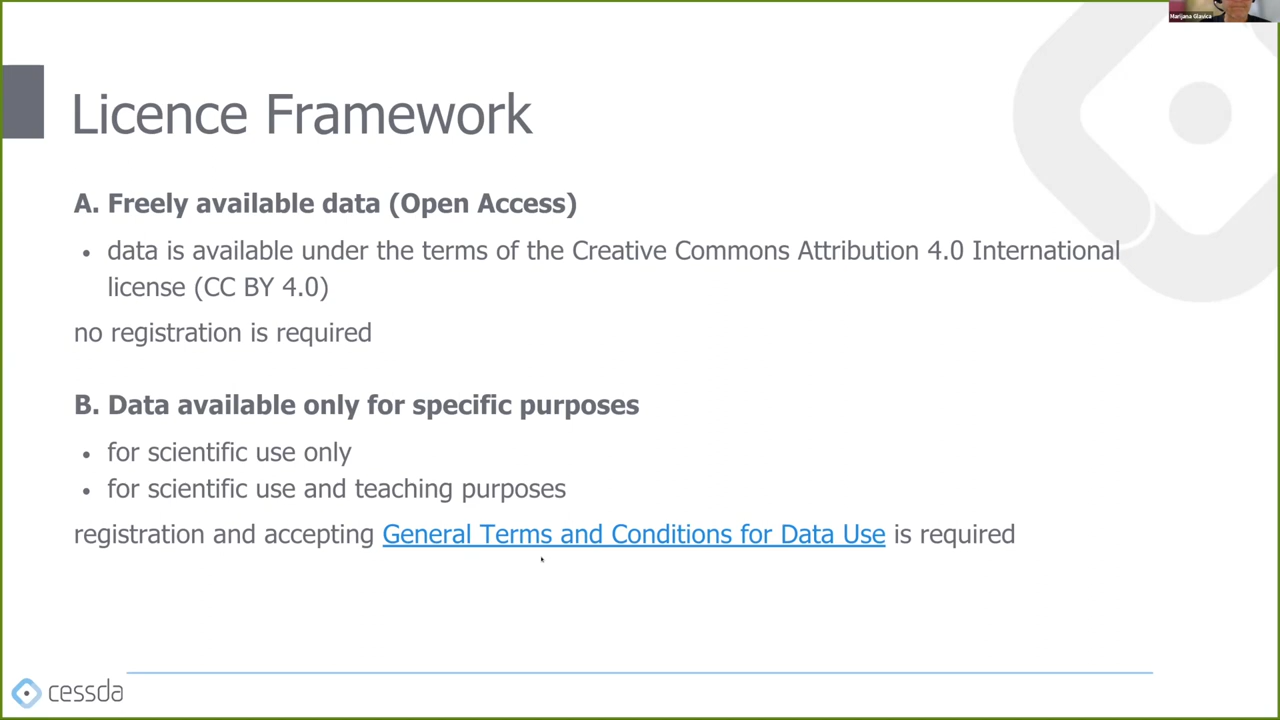 Marijana Glavica
Licence Framework
A. Freely available data (Open Access)
• data is available under the terms of the Creative Commons Attribution 4.0 International
license (CC BY 4.0)
no registration is required
B. Data available only for specific purposes
• for scientific use only
• for scientific use and teaching purposes
registration and accepting General Terms and Conditions for Data Use is required
cessda